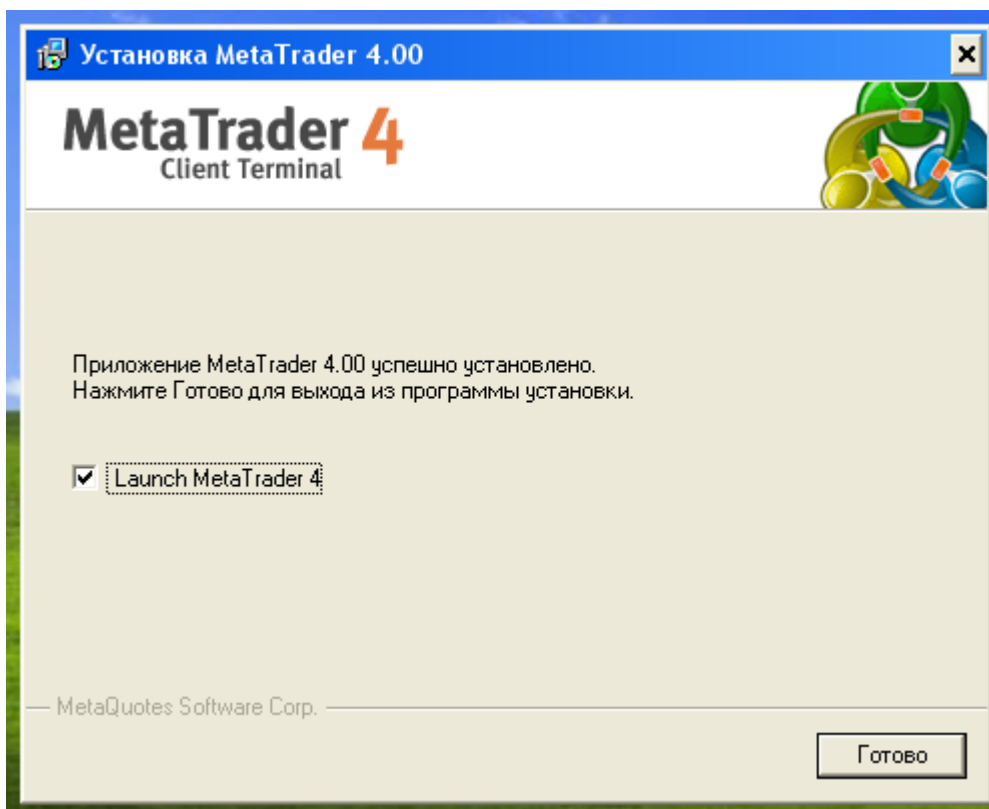 Установка MetaTrader 4.00
MetaTrader 4
Client Terminal
Приложение MetaTrader 4.00 успешно установлено.
Нажмите Готово для выхода из программы установки.
Launch MetaTrader 4
MetaQuotes Software Corp.
Готово